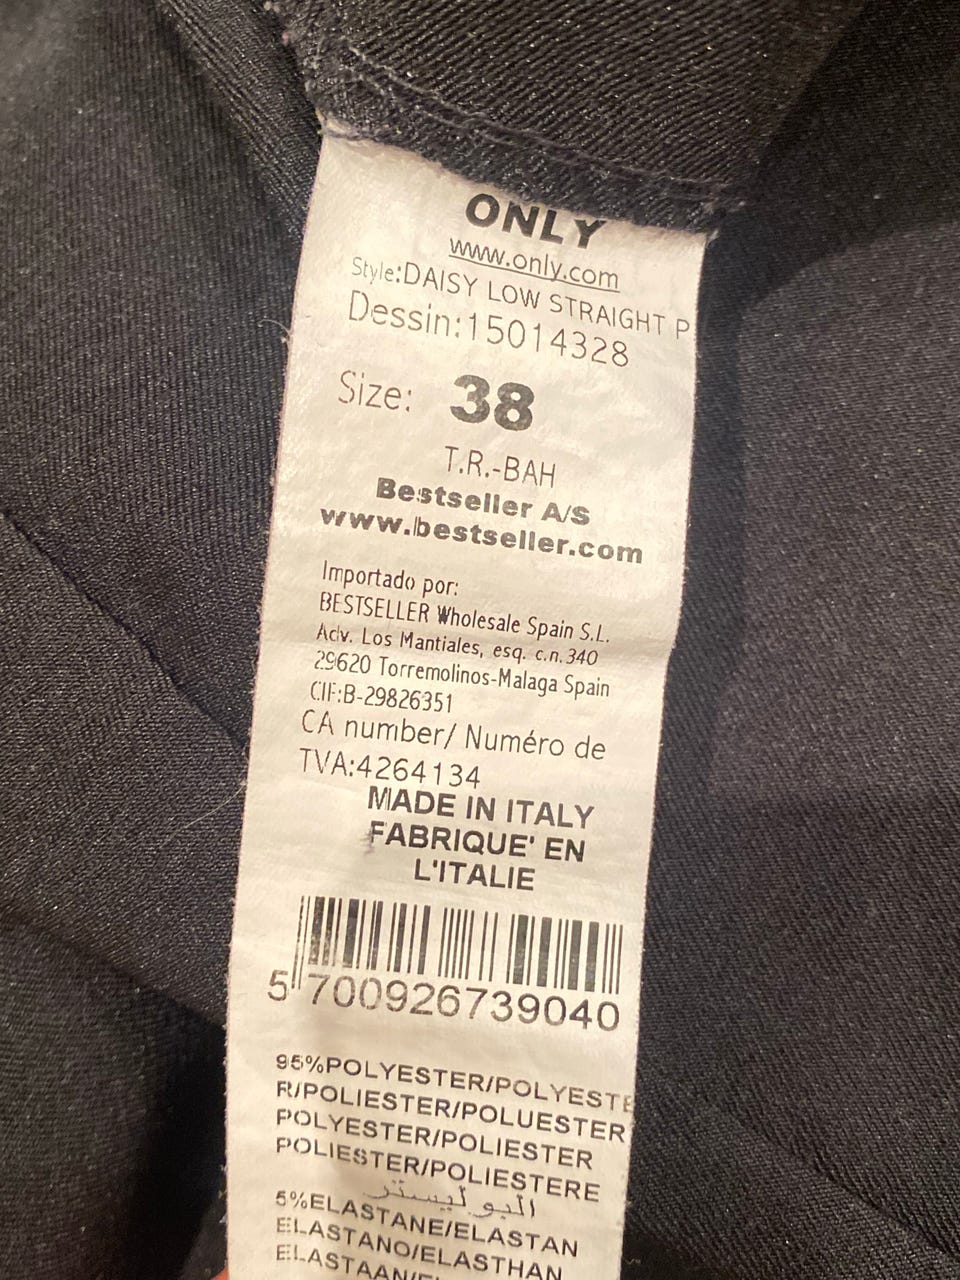 ONLY
www.only.com
Style:DAISY LOW STRAIGHT P
Dessin:15014328
Size: 38
T.R.-BAH
Bestseller A/S
www.bestseller.com
Importado por:
BESTSELLER Wholesale Spain S.L.
Adv. Los Mantiales, esq. c.n.340
29620 Torremolinos-Malaga Spain
CIF:B-29826351
CA number/ Numéro de
TVA:4264134
MADE IN ITALY
FABRIQUE' EN
L'ITALIE
5 700926739040
95%POLYESTER/POLYESTE
R/POLIESTER/POLUESTER
POLYESTER/POLIESTER
POLIESTER/POLIESTERE
البوليستر
5%ELASTANE/ELASTAN
ELASTANO/ELASTHAN
ELASTAAN/